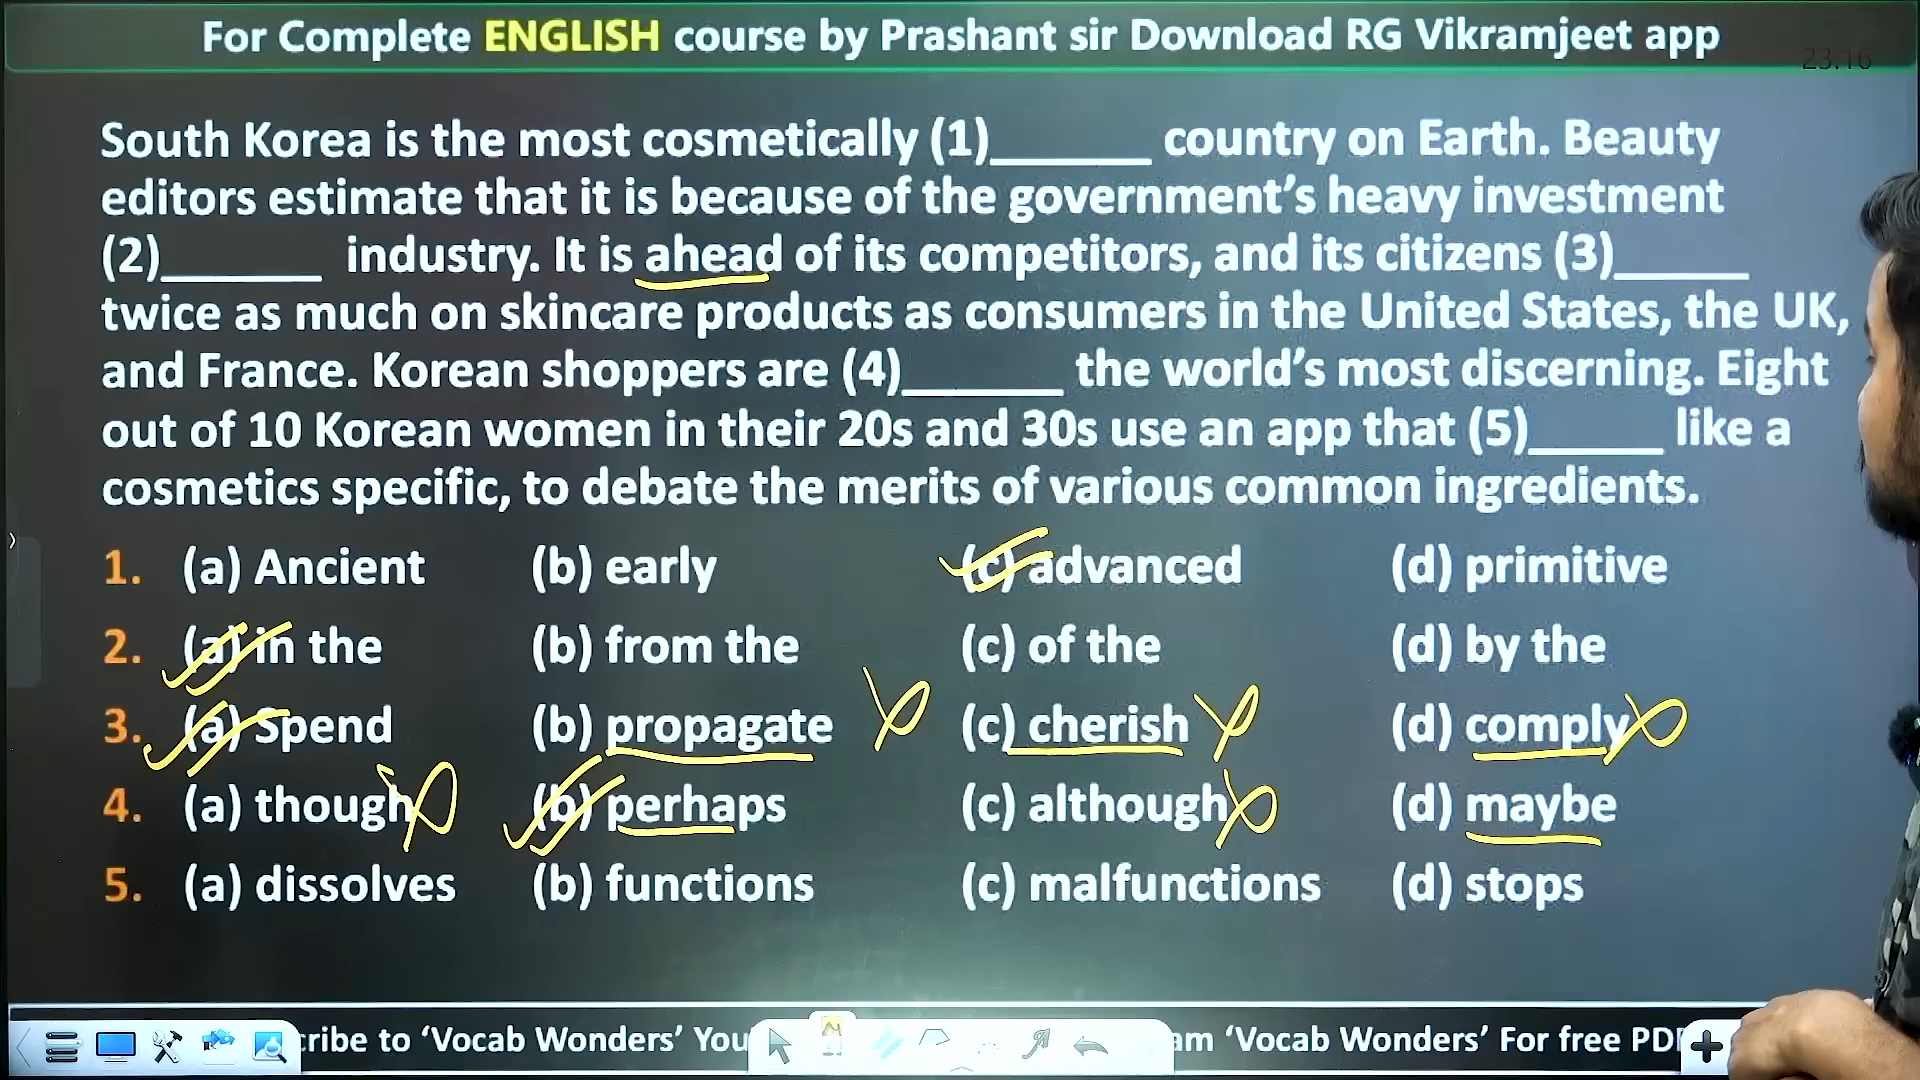 For Complete ENGLISH course by Prashant sir Download RG Vikramjeet app
23:16
South Korea is the most cosmetically (1)______ country on Earth. Beauty
editors estimate that it is because of the government's heavy investment
(2)______ industry. It is ahead of its competitors, and its citizens (3)_____
twice as much on skincare products as consumers in the United States, the UK,
and France. Korean shoppers are (4)______ the world's most discerning. Eight
out of 10 Korean women in their 20s and 30s use an app that (5)_____ like a
cosmetics specific, to debate the merits of various common ingredients.
1. (a) Ancient (b) early (c) advanced (d) primitive
2. (a) in the (b) from the (c) of the (d) by the
3. (a) Spend (b) propagate (c) cherish (d) comply
4. (a) though (b) perhaps (c) although (d) maybe
5. (a) dissolves (b) functions (c) malfunctions (d) stops
cribe to 'Vocab Wonders' You am 'Vocab Wonders' For free PD